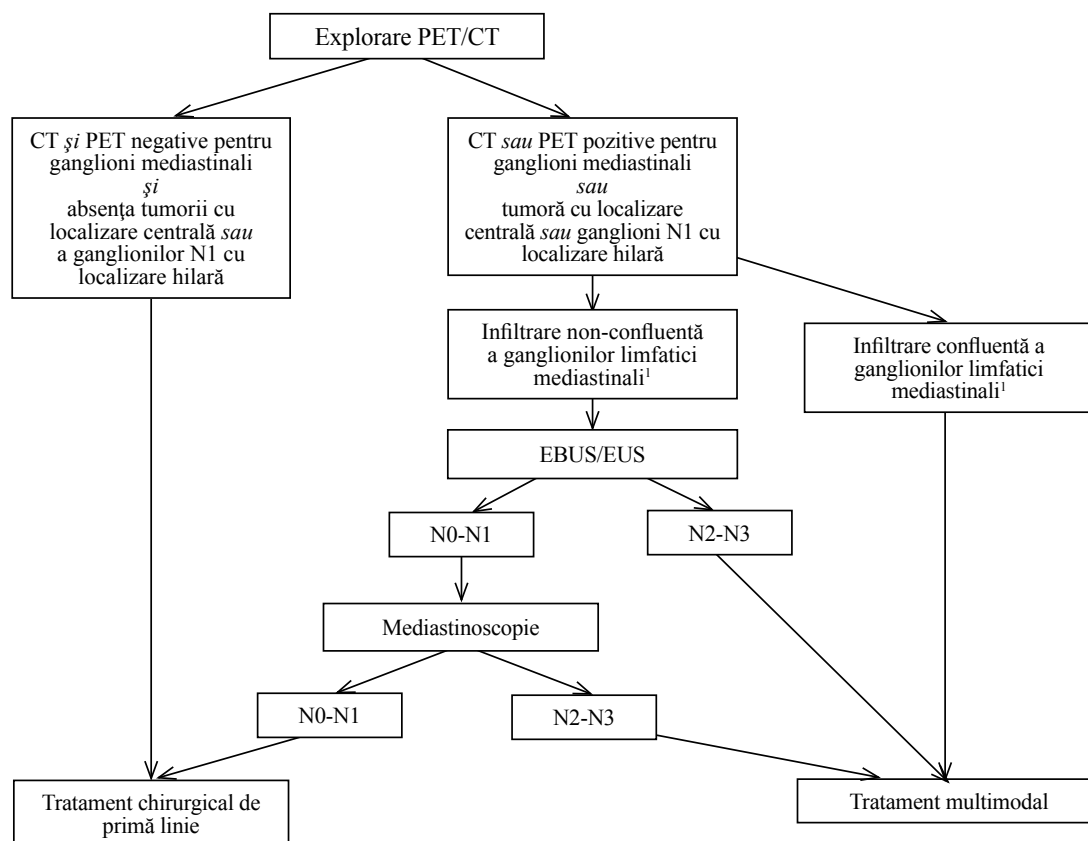 Explorare PET/CT
CT şi PET negative pentru
ganglioni mediastinali
şi
absenţa tumorii cu
localizare centrală sau
a ganglionilor N1 cu
localizare hilară
CT sau PET pozitive pentru
ganglioni mediastinali
sau
tumoră cu localizare
centrală sau ganglioni N1 cu
localizare hilară
Infiltrare non-confluentă
a ganglionilor limfatici
mediastinali¹
Infiltrare confluentă a
ganglionilor limfatici
mediastinali¹
EBUS/EUS
N0-N1
N2-N3
Mediastinoscopie
N0-N1
N2-N3
Tratament chirurgical de
primă linie
Tratament multimodal